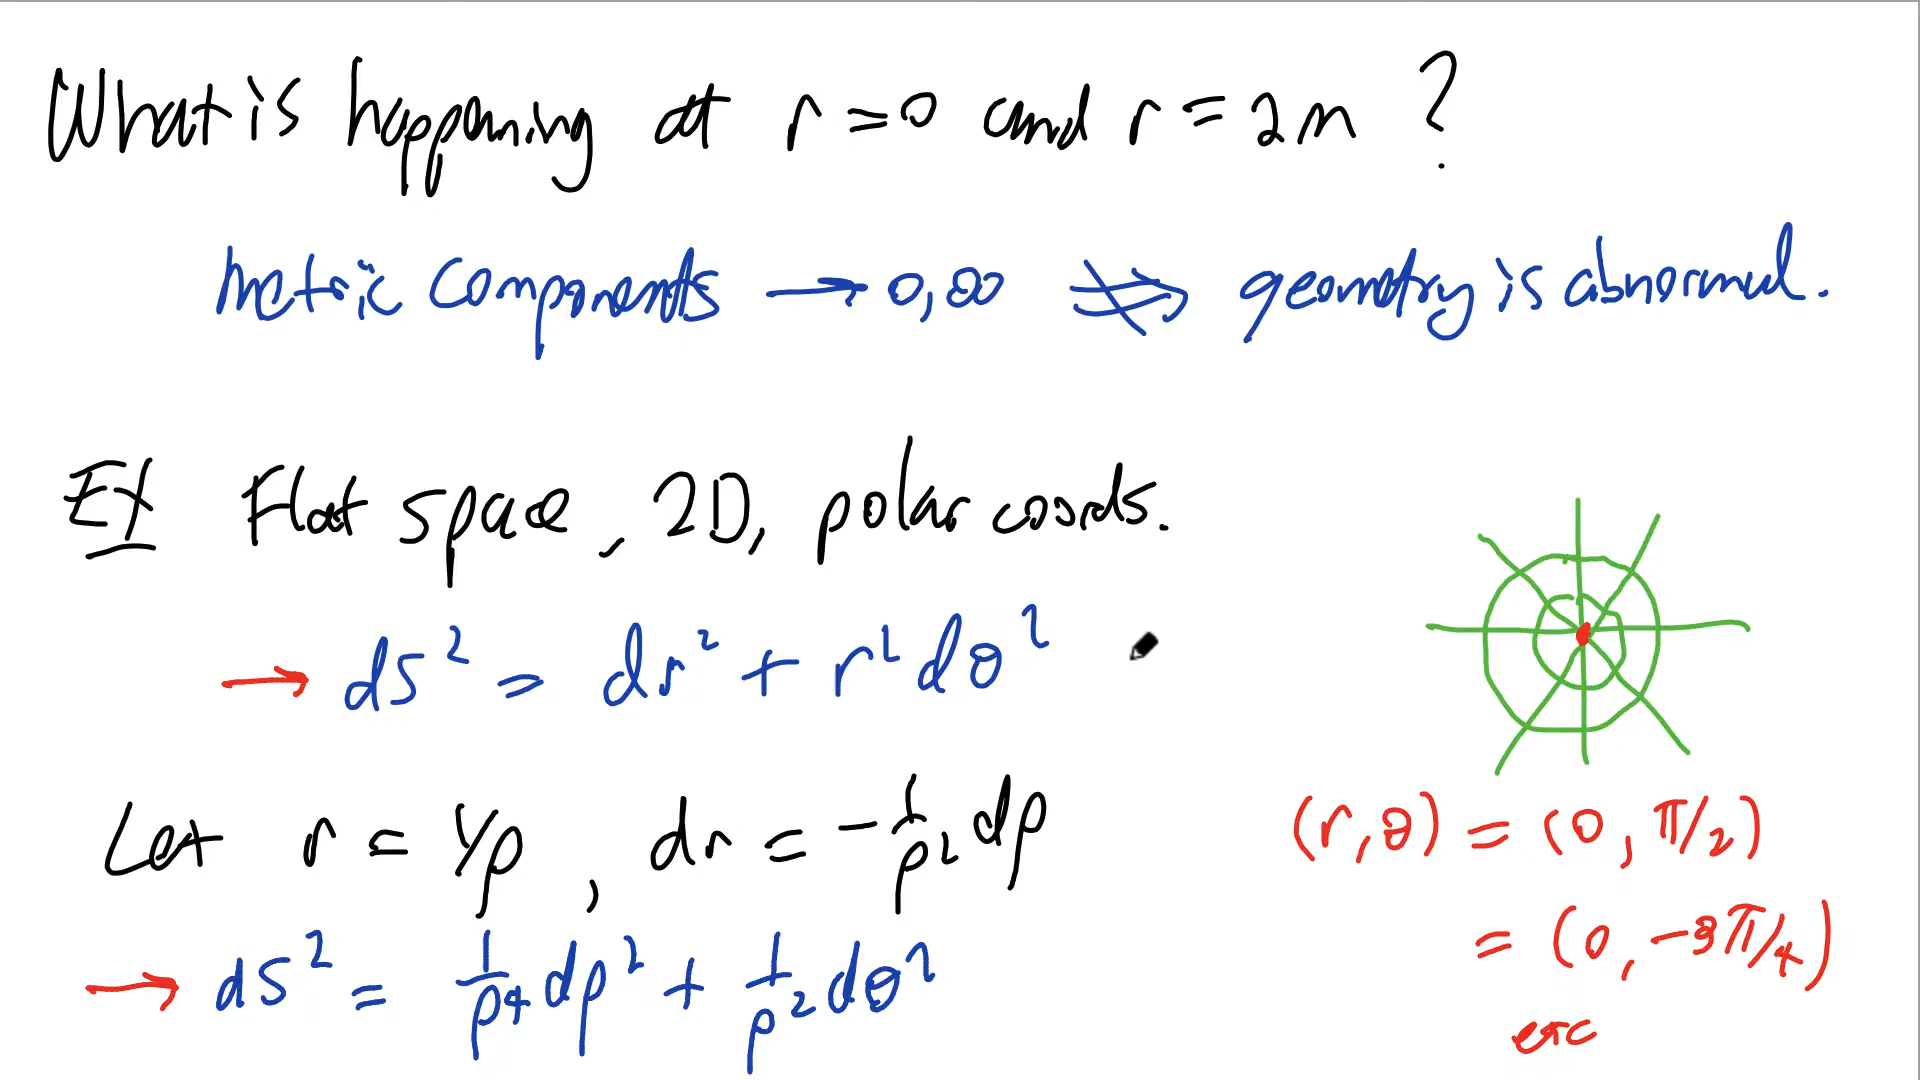 What is happening at r = 0 and r = 2m ?
metric components → 0, ∞ ⇏ geometry is abnormal.
Ex Flat space, 2D, polar coords.
→ ds² = dr² + r² dθ²
Let r = 1/ρ , dr = -1/ρ² dρ
→ ds² = 1/ρ⁴ dρ² + 1/ρ² dθ²
(r, θ) = (0, π/2)
= (0, -3π/4)
etc